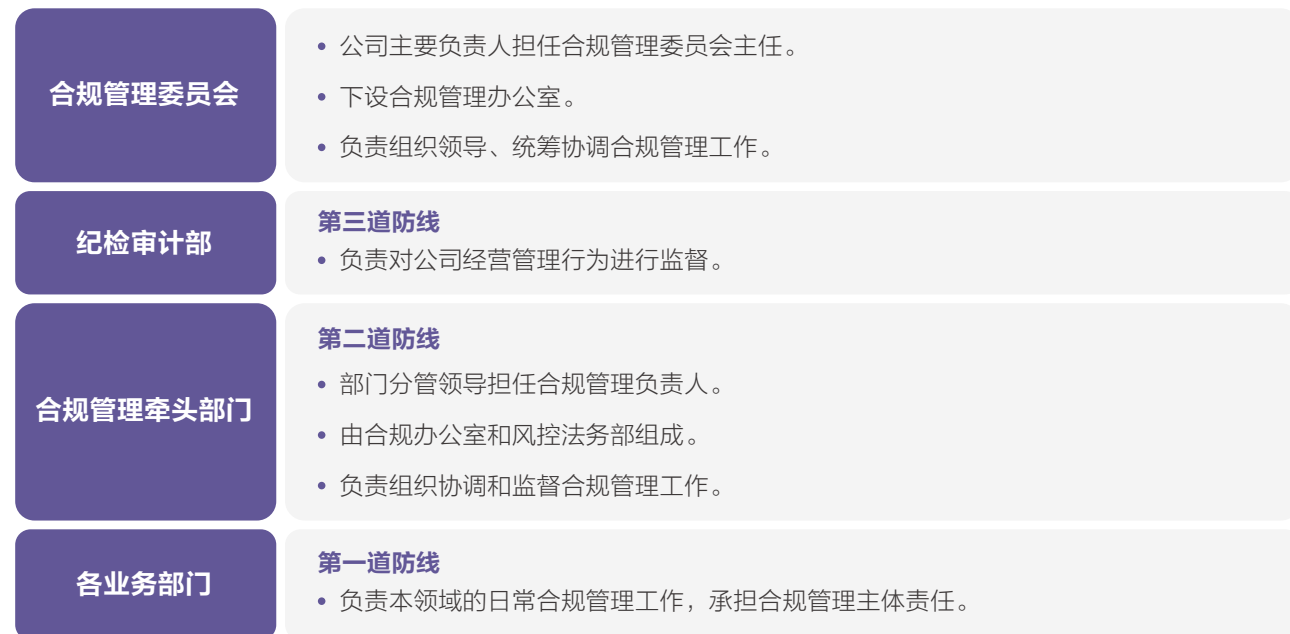 合规管理委员会
• 公司主要负责人担任合规管理委员会主任。
• 下设合规管理办公室。
• 负责组织领导、统筹协调合规管理工作。
纪检审计部
第三道防线
• 负责对公司经营管理行为进行监督。
合规管理牵头部门
第二道防线
• 部门分管领导担任合规管理负责人。
• 由合规办公室和风控法务部组成。
• 负责组织协调和监督合规管理工作。
各业务部门
第一道防线
• 负责本领域的日常合规管理工作，承担合规管理主体责任。